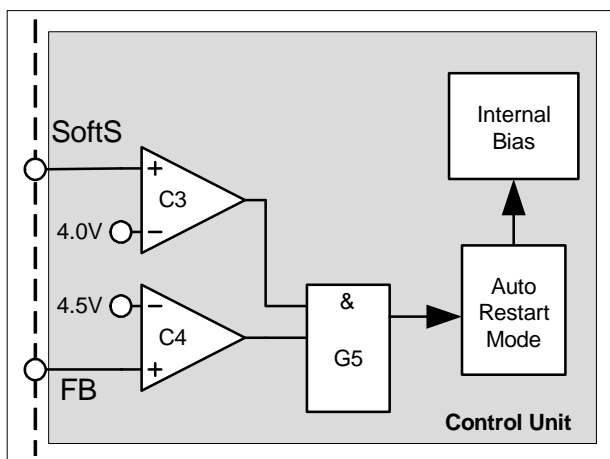 SoftS
+
C3
4.0V
−
4.5V
−
C4
+
FB
&
G5
Internal
Bias
Auto
Restart
Mode
Control Unit